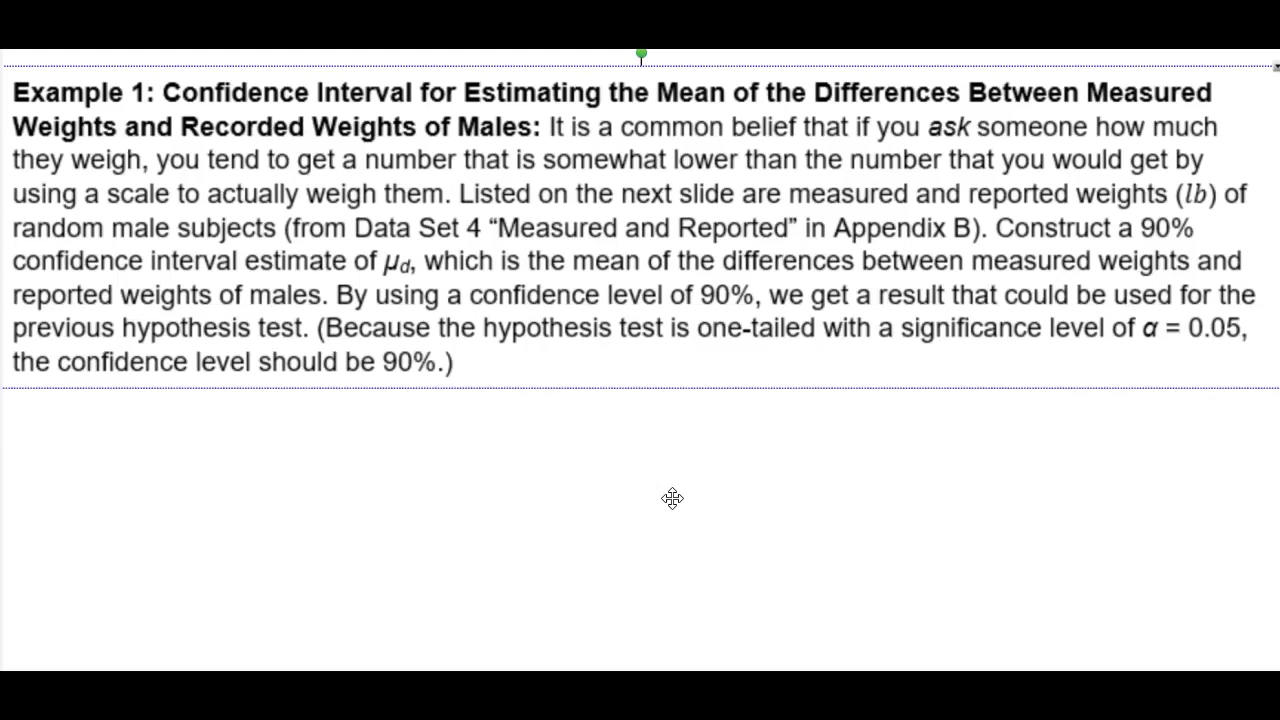 Example 1: Confidence Interval for Estimating the Mean of the Differences Between Measured
Weights and Recorded Weights of Males: It is a common belief that if you ask someone how much
they weigh, you tend to get a number that is somewhat lower than the number that you would get by
using a scale to actually weigh them. Listed on the next slide are measured and reported weights (lb) of
random male subjects (from Data Set 4 “Measured and Reported” in Appendix B). Construct a 90%
confidence interval estimate of μd, which is the mean of the differences between measured weights and
reported weights of males. By using a confidence level of 90%, we get a result that could be used for the
previous hypothesis test. (Because the hypothesis test is one-tailed with a significance level of α = 0.05,
the confidence level should be 90%.)